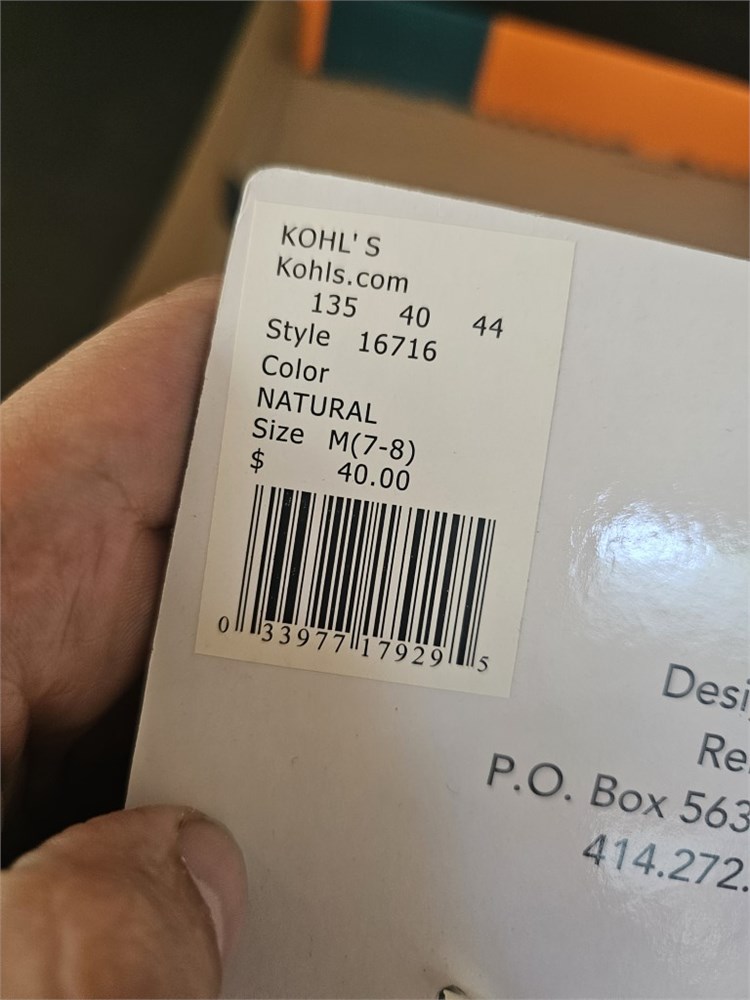 KOHL'S
Kohls.com
135 40 44
Style 16716
Color
NATURAL
Size M(7-8)
$ 40.00
0 33977 17929 5
P.O. Box 563
414.272.